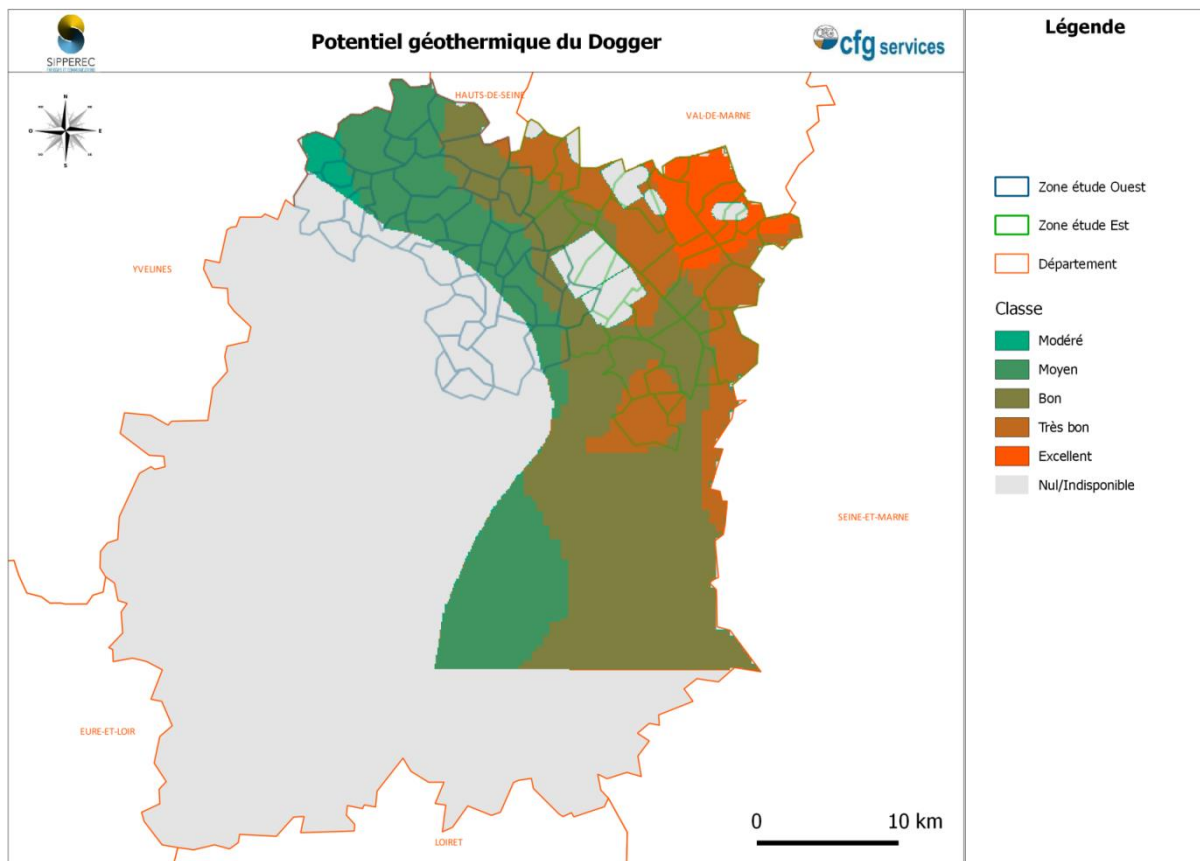 SIPPEREC
Potentiel géothermique du Dogger
cfg services
Légende
N
O
E
S
HAUTS-DE-SEINE
VAL-DE-MARNE
YVELINES
SEINE-ET-MARNE
EURE-ET-LOIR
LOIRET
Zone étude Ouest
Zone étude Est
Département
Classe
Modéré
Moyen
Bon
Très bon
Excellent
Nul/Indisponible
0
10 km